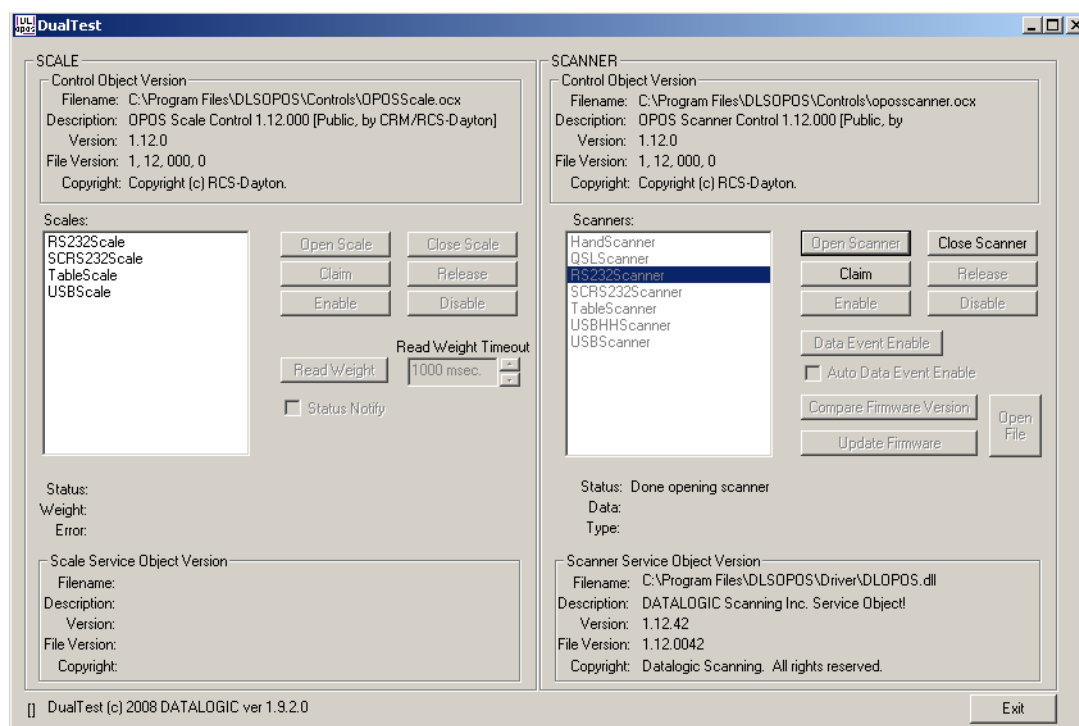 UL
opos
DualTest
SCALE
Control Object Version
Filename: C:\Program Files\DLSOPOS\Controls\OPOSScale.ocx
Description: OPOS Scale Control 1.12.000 [Public, by CRM/RCS-Dayton]
Version: 1.12.0
File Version: 1, 12, 000, 0
Copyright: Copyright (c) RCS-Dayton.
Scales:
RS232Scale
SCRS232Scale
TableScale
USBScale
Open Scale
Close Scale
Claim
Release
Enable
Disable
Read Weight Timeout
Read Weight
1000 msec.
Status Notify
Status:
Weight:
Error:
Scale Service Object Version
Filename:
Description:
Version:
File Version:
Copyright:
SCANNER
Control Object Version
Filename: C:\Program Files\DLSOPOS\Controls\oposscanner.ocx
Description: OPOS Scanner Control 1.12.000 [Public, by
Version: 1.12.0
File Version: 1, 12, 000, 0
Copyright: Copyright (c) RCS-Dayton.
Scanners:
HandScanner
QSLScanner
RS232Scanner
SCRS232Scanner
TableScanner
USBHHScanner
USBScanner
Open Scanner
Close Scanner
Claim
Release
Enable
Disable
Data Event Enable
Auto Data Event Enable
Compare Firmware Version
Update Firmware
Open
File
Status: Done opening scanner
Data:
Type:
Scanner Service Object Version
Filename: C:\Program Files\DLSOPOS\Driver\DLOPOS.dll
Description: DATALOGIC Scanning Inc. Service Object!
Version: 1.12.42
File Version: 1.12.0042
Copyright: Datalogic Scanning. All rights reserved.
[] DualTest (c) 2008 DATALOGIC ver 1.9.2.0
Exit